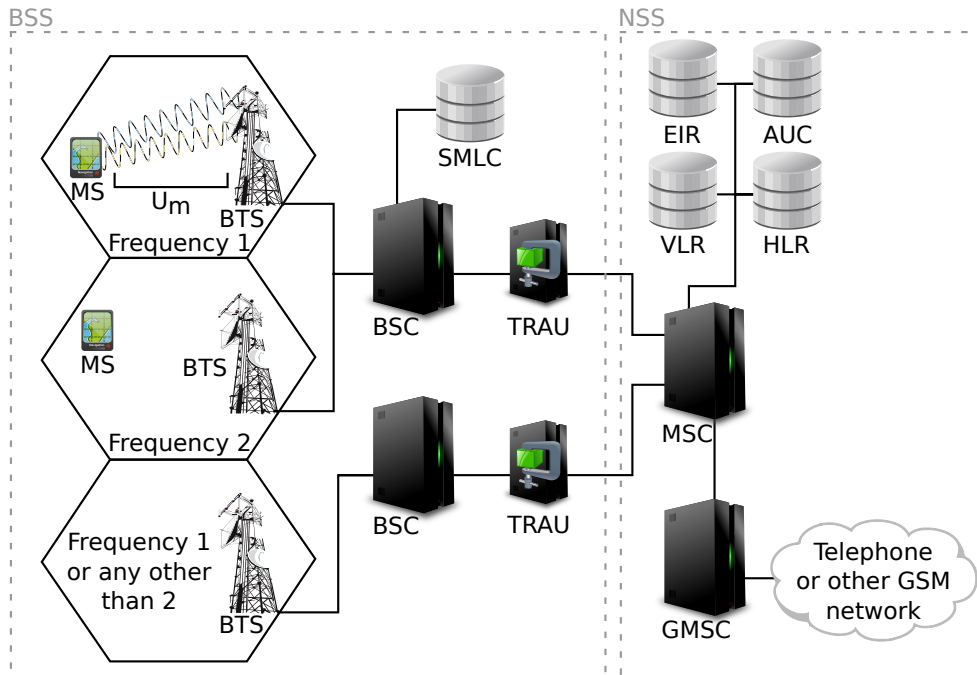 BSS
NSS
MS
Um
BTS
Frequency 1
SMLC
EIR
AUC
VLR
HLR
BSC
TRAU
MS
BTS
Frequency 2
MSC
BSC
TRAU
Frequency 1
or any other
than 2
BTS
GMSC
Telephone
or other GSM
network